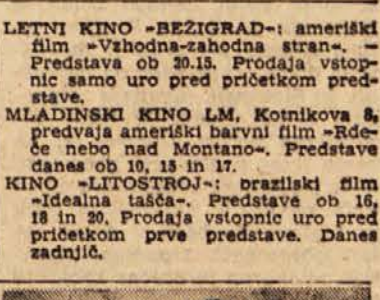 LETNI KINO »BEŽIGRAD«: ameriški
film »Vzhodna-zahodna stran«. —
Predstava ob 20.15. Prodaja vstop-
nic samo uro pred pričetkom pred-
stave.
MLADINSKI KINO LM, Kotnikova 8,
predvaja ameriški barvni film »Rde-
če nebo nad Montano«. Predstave
danes ob 10, 15 in 17.
KINO »LITOSTROJ«: brazilski film
»Idealna tašča«. Predstave ob 16,
18 in 20. Prodaja vstopnic uro pred
pričetkom prve predstave. Danes
zadnjič.